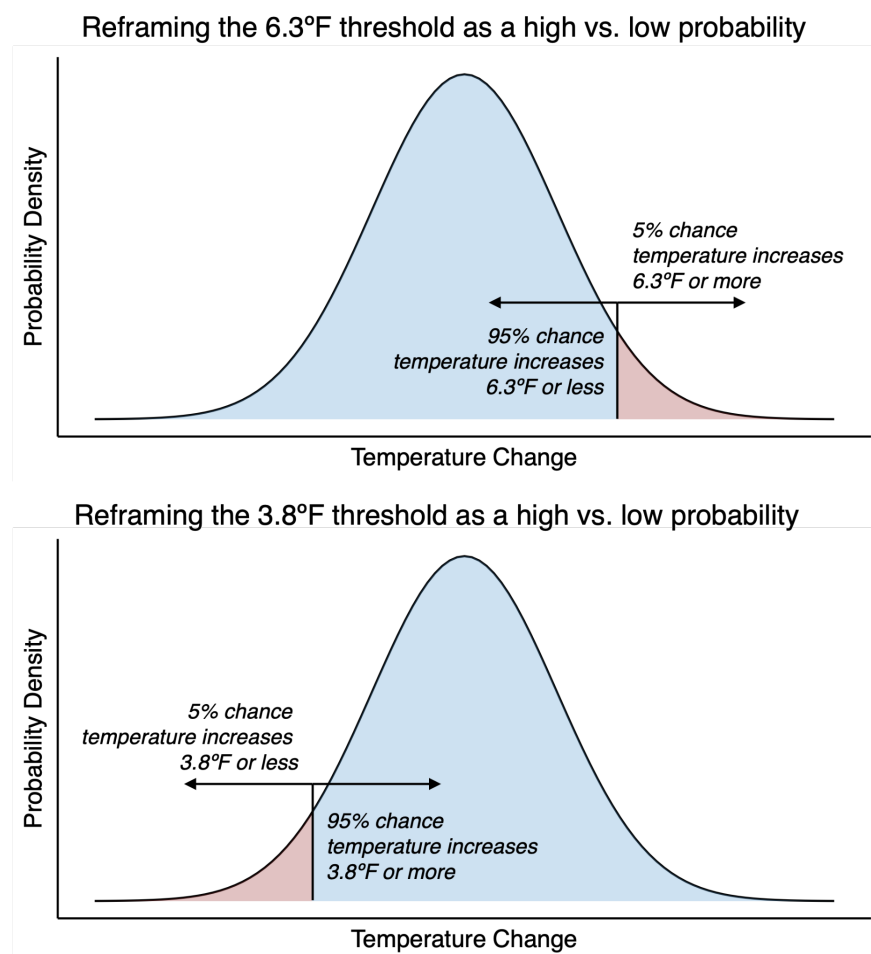 Reframing the 6.3ºF threshold as a high vs. low probability
Probability Density
5% chance
temperature increases
6.3ºF or more
95% chance
temperature increases
6.3ºF or less
Temperature Change
Reframing the 3.8ºF threshold as a high vs. low probability
Probability Density
5% chance
temperature increases
3.8ºF or less
95% chance
temperature increases
3.8ºF or more
Temperature Change